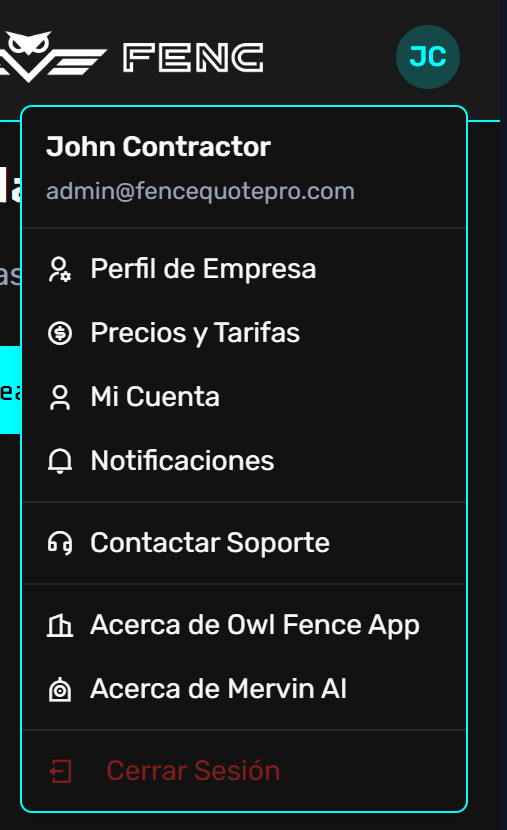 FENC
JC
John Contractor
admin@fencequotepro.com
Perfil de Empresa
Precios y Tarifas
Mi Cuenta
Notificaciones
Contactar Soporte
Acerca de Owl Fence App
Acerca de Mervin AI
Cerrar Sesión